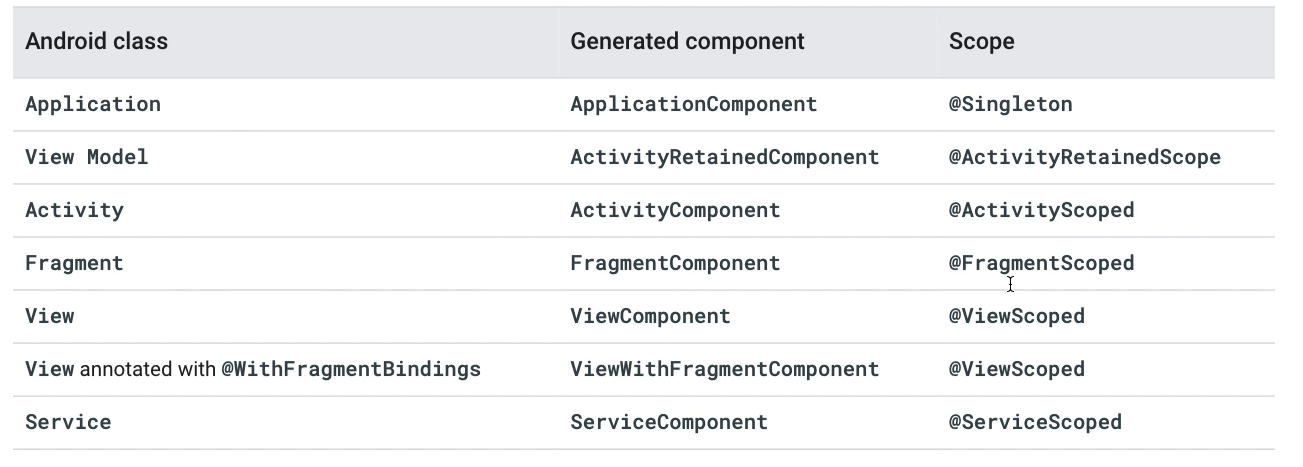 Android class Generated component Scope
Application ApplicationComponent @Singleton
View Model ActivityRetainedComponent @ActivityRetainedScope
Activity ActivityComponent @ActivityScoped
Fragment FragmentComponent @FragmentScoped
View ViewComponent @ViewScoped
View annotated with @WithFragmentBindings ViewWithFragmentComponent @ViewScoped
Service ServiceComponent @ServiceScoped